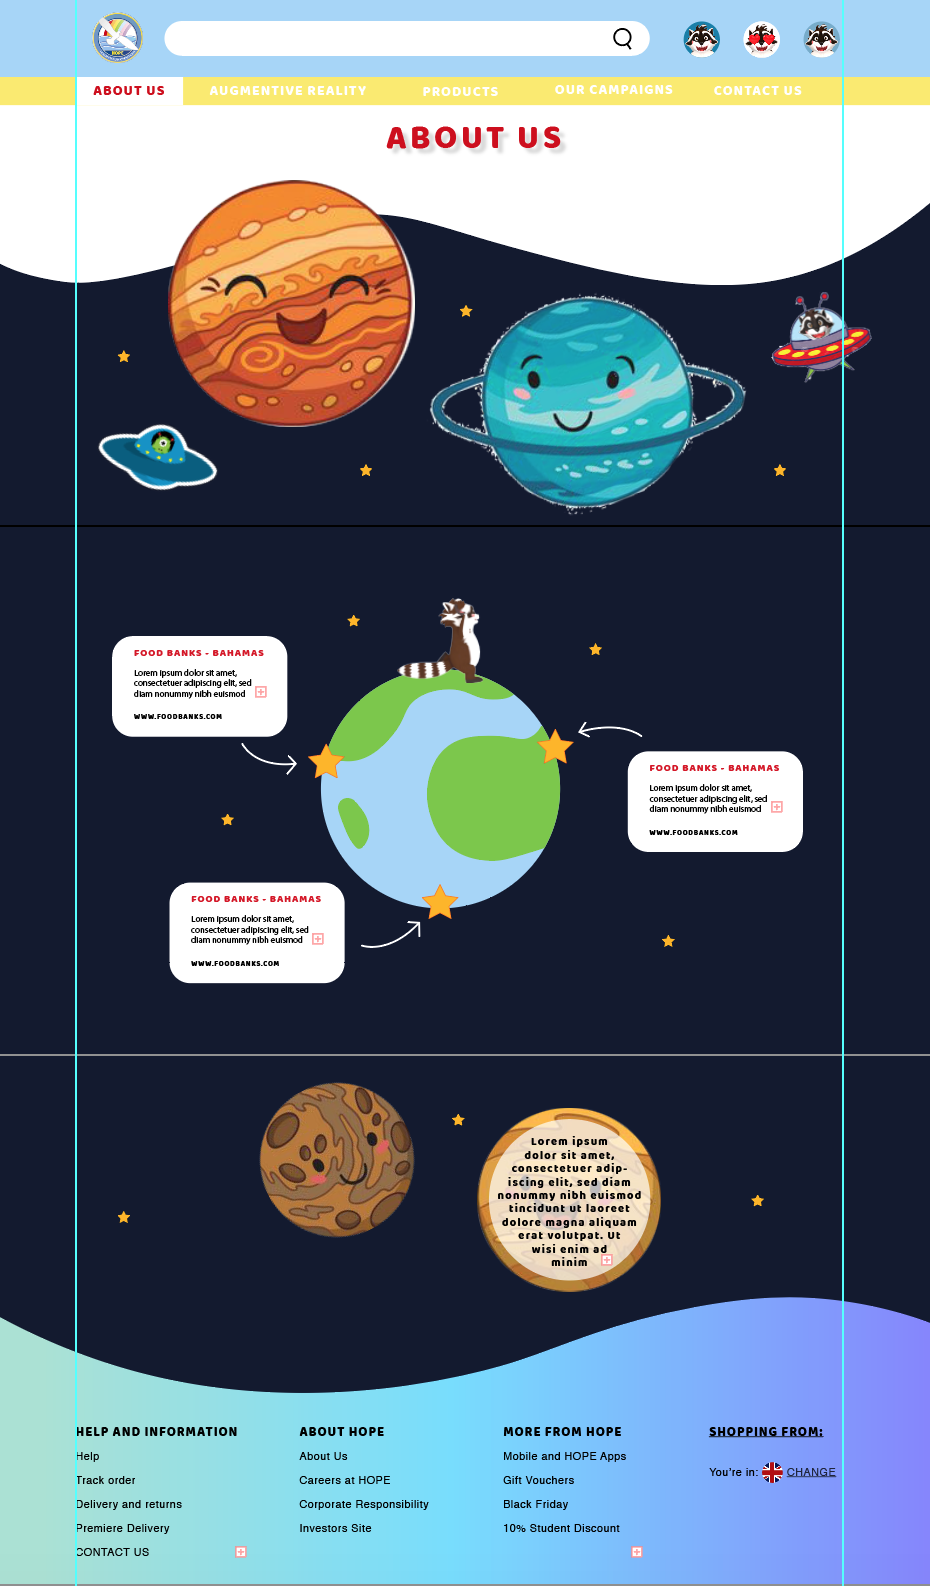 HOPE
ABOUT US
AUGMENTIVE REALITY
PRODUCTS
OUR CAMPAIGNS
CONTACT US
ABOUT US
FOOD BANKS - BAHAMAS
Lorem ipsum dolor sit amet,
consectetuer adipiscing elit, sed
diam nonummy nibh euismod
WWW.FOODBANKS.COM
FOOD BANKS - BAHAMAS
Lorem ipsum dolor sit amet,
consectetuer adipiscing elit, sed
diam nonummy nibh euismod
WWW.FOODBANKS.COM
FOOD BANKS - BAHAMAS
Lorem ipsum dolor sit amet,
consectetuer adipiscing elit, sed
diam nonummy nibh euismod
WWW.FOODBANKS.COM
Lorem ipsum
dolor sit amet,
consectetuer adip-
iscing elit, sed diam
nonummy nibh euismod
tincidunt ut laoreet
dolore magna aliquam
erat volutpat. Ut
wisi enim ad
minim
HELP AND INFORMATION
Help
Track order
Delivery and returns
Premiere Delivery
CONTACT US
ABOUT HOPE
About Us
Careers at HOPE
Corporate Responsibility
Investors Site
MORE FROM HOPE
Mobile and HOPE Apps
Gift Vouchers
Black Friday
10% Student Discount
SHOPPING FROM:
You're in: CHANGE